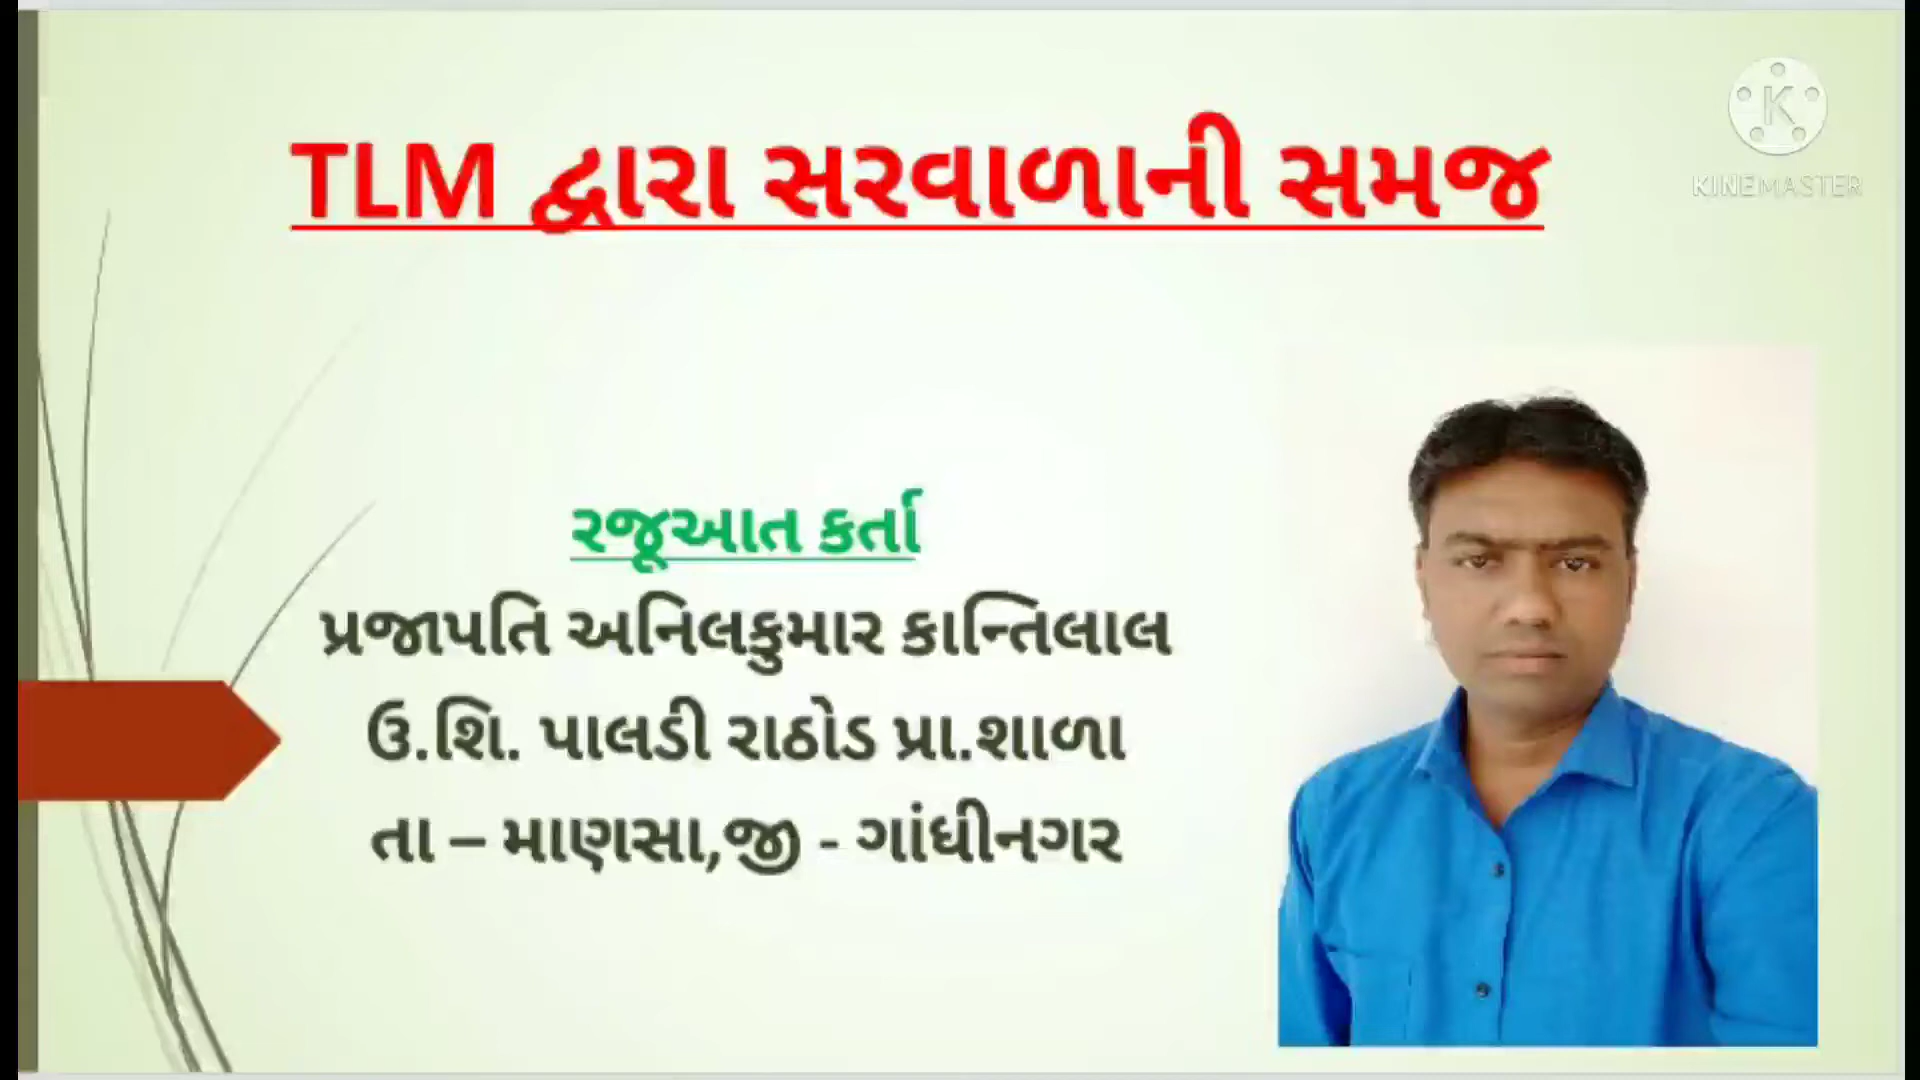 TLM દ્વારા સરવાળાની સમજ
KINEMASTER
રજૂઆત કર્તા
પ્રજાપતિ અનિલકુમાર કાન્તિલાલ
ઉ.શિ. પાલડી રાઠોડ પ્રા.શાળા
તા – માણસા,જી - ગાંધીનગર